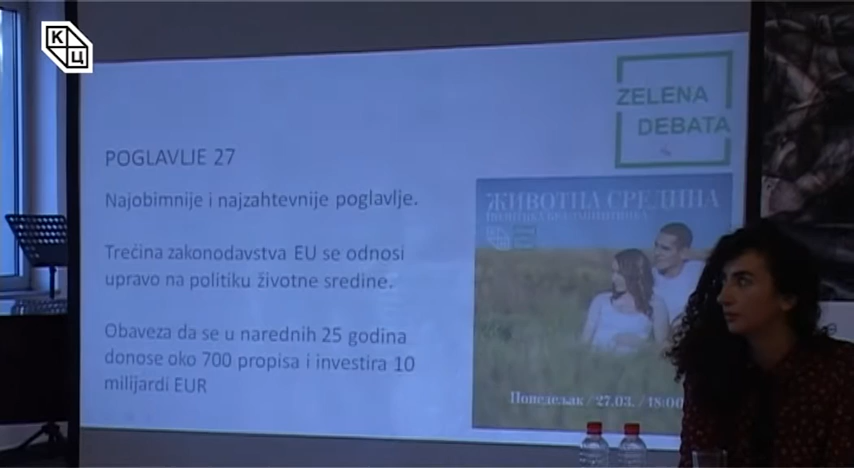 К
Ц
ZELENA
DEBATA
POGLAVLJE 27
Najobimnije i najzahtevnije poglavlje.
Trećina zakonodavstva EU se odnosi
upravo na politiku životne sredine.
Obaveza da se u narednih 25 godina
donose oko 700 propisa i investira 10
milijardi EUR
ЖИВОТНА СРЕДИНА
Понедељак / 27.03. / 18:00